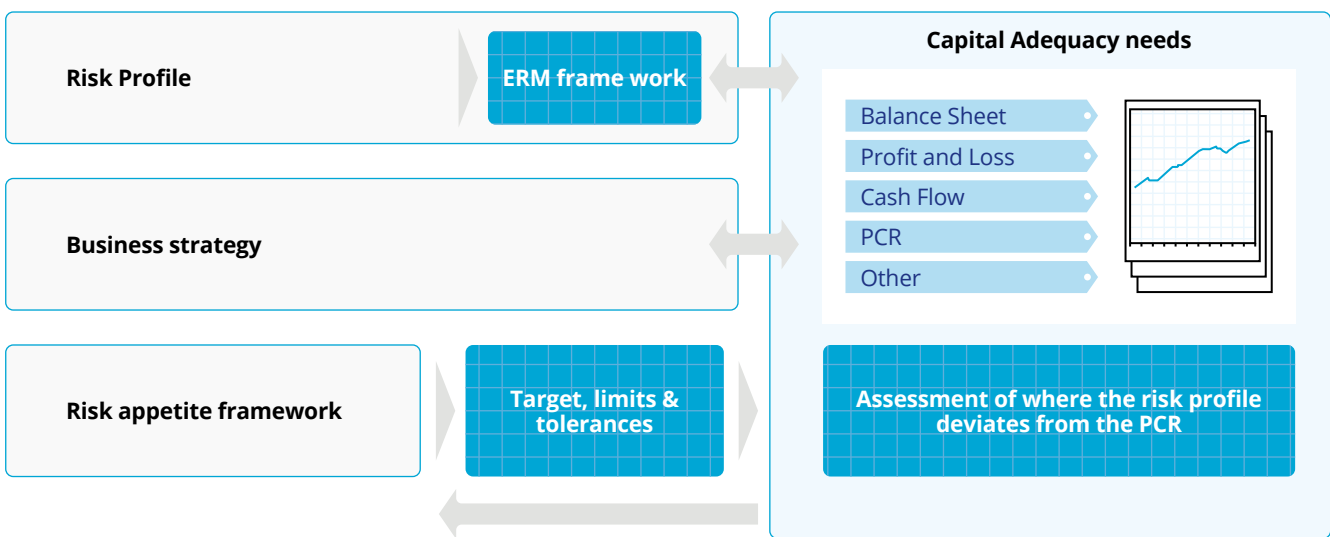 Risk Profile
ERM frame work
Business strategy
Risk appetite framework
Target, limits &
tolerances
Capital Adequacy needs
Balance Sheet
Profit and Loss
Cash Flow
PCR
Other
Assessment of where the risk profile
deviates from the PCR